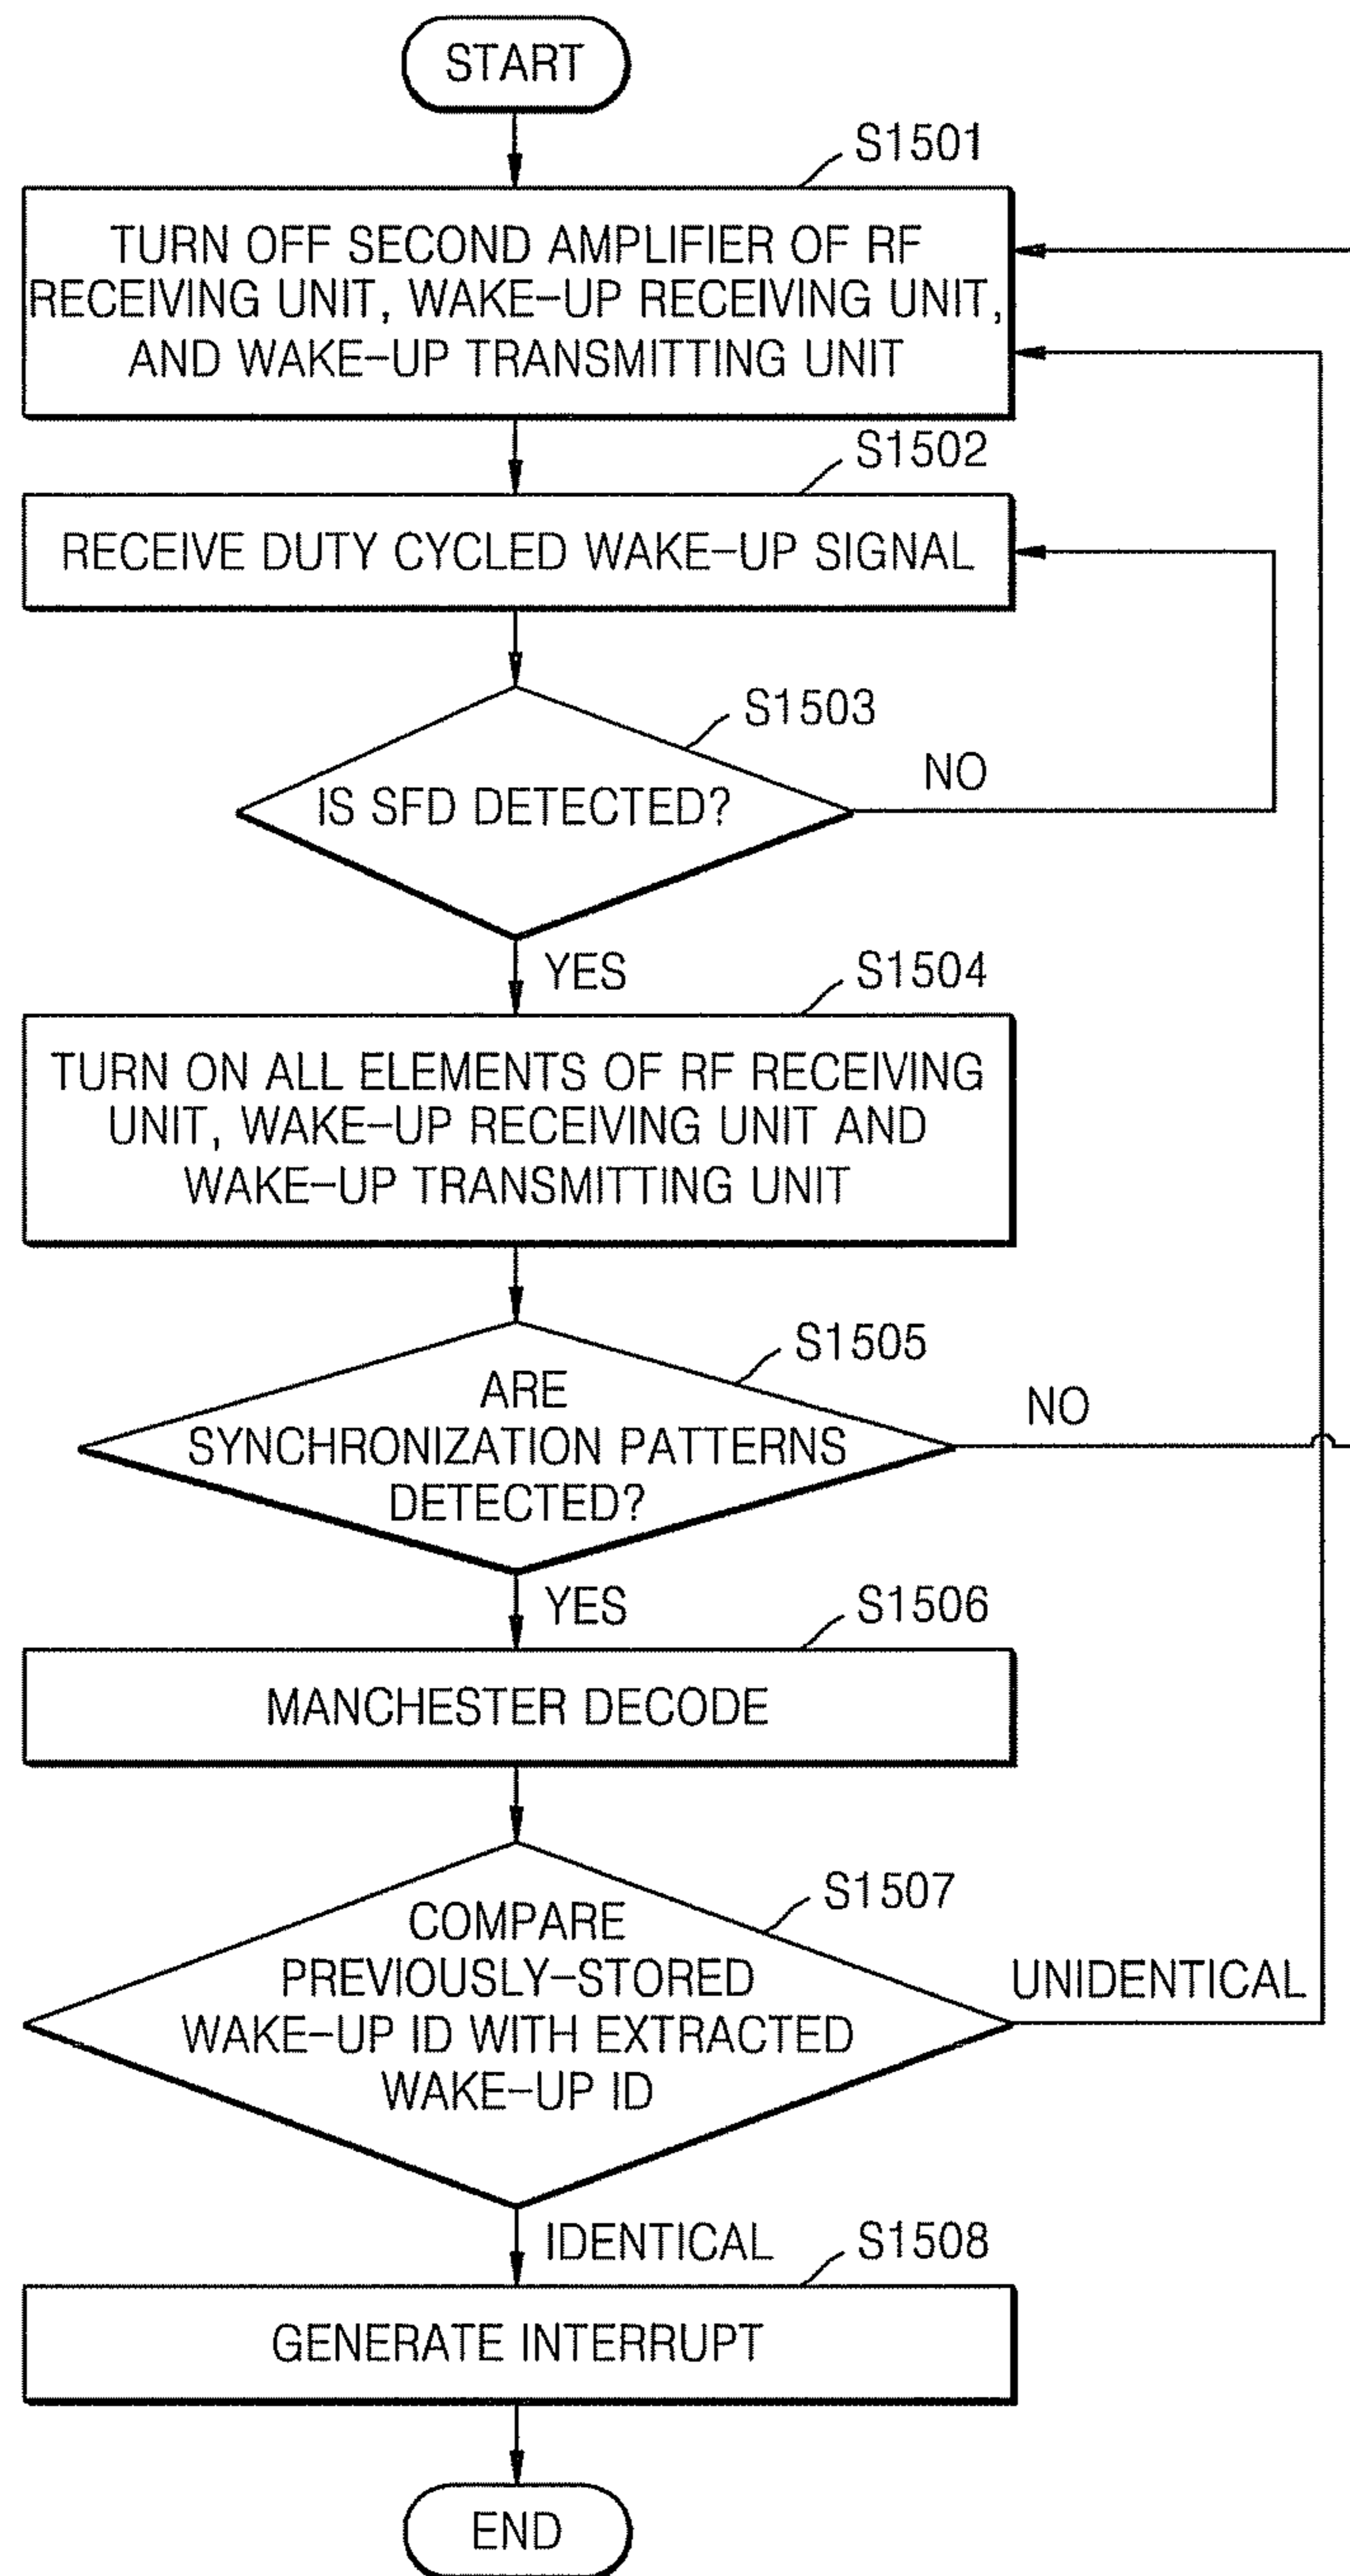 START
S1501
TURN OFF SECOND AMPLIFIER OF RF
RECEIVING UNIT, WAKE-UP RECEIVING UNIT,
AND WAKE-UP TRANSMITTING UNIT
S1502
RECEIVE DUTY CYCLED WAKE-UP SIGNAL
S1503
IS SFD DETECTED?
NO
YES
S1504
TURN ON ALL ELEMENTS OF RF RECEIVING
UNIT, WAKE-UP RECEIVING UNIT AND
WAKE-UP TRANSMITTING UNIT
S1505
ARE
SYNCHRONIZATION PATTERNS
DETECTED?
NO
YES
S1506
MANCHESTER DECODE
S1507
COMPARE
PREVIOUSLY-STORED
WAKE-UP ID WITH EXTRACTED
WAKE-UP ID
UNIDENTICAL
IDENTICAL
S1508
GENERATE INTERRUPT
END